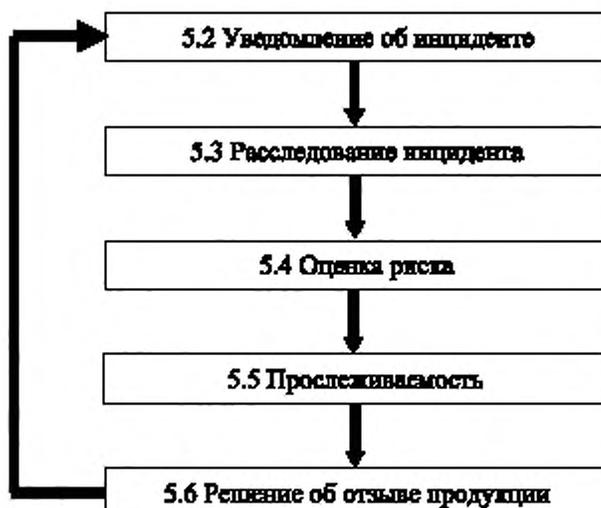 5.2 Уведомление об инциденте
5.3 Расследование инцидента
5.4 Оценка риска
5.5 Прослеживаемость
5.6 Решение об отзыве продукции